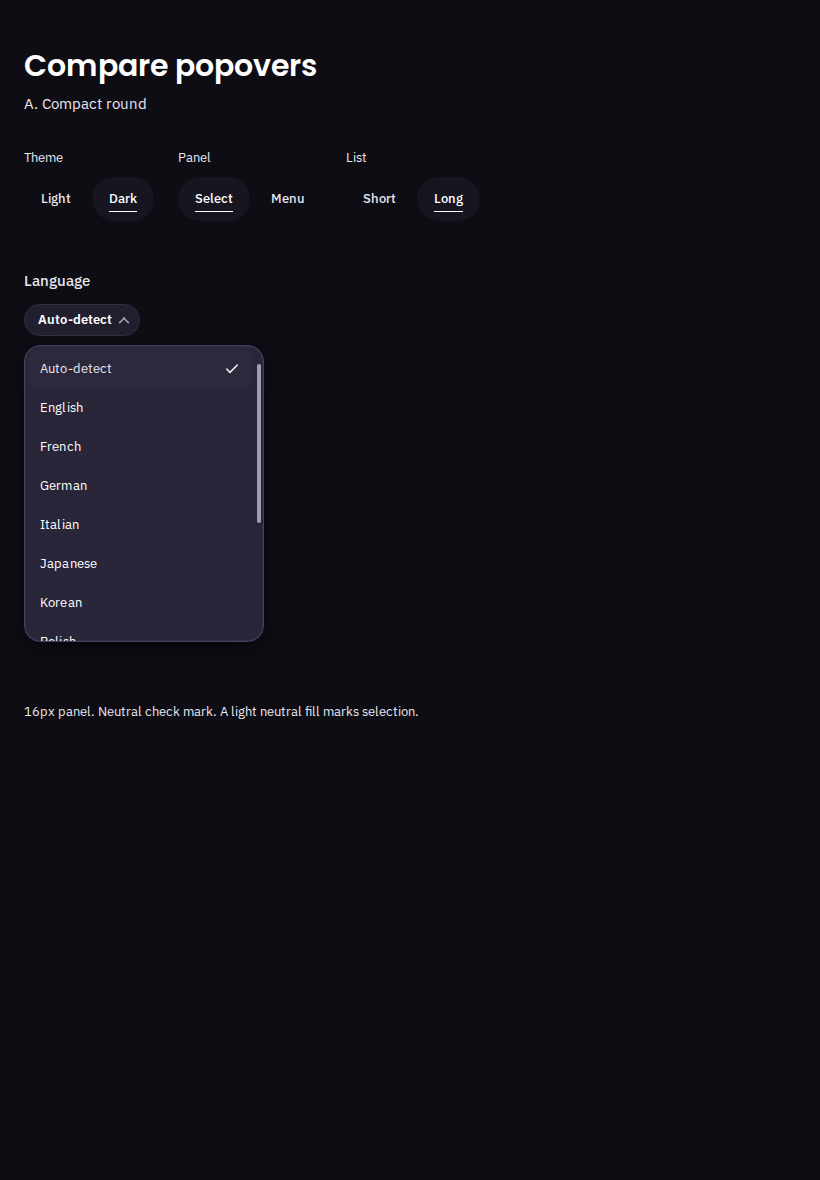 Compare popovers
A. Compact round
Theme Panel List
Light Dark Select Menu Short Long
Language
Auto-detect
Auto-detect
English
French
German
Italian
Japanese
Korean
Polish
16px panel. Neutral check mark. A light neutral fill marks selection.